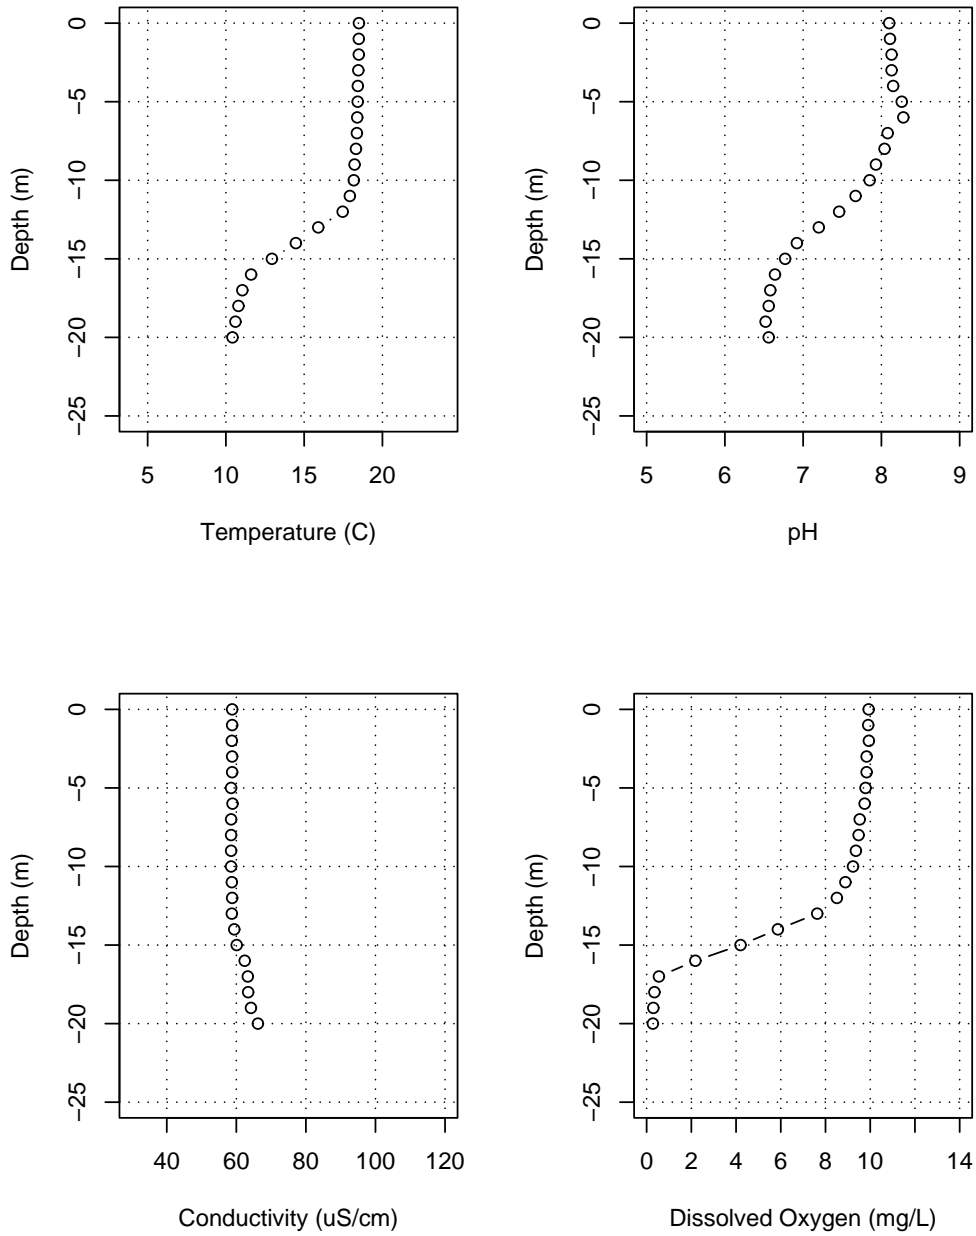 0
−5
−10
−15
−20
−25
Depth (m)
5 10 15 20
Temperature (C)
0
−5
−10
−15
−20
−25
Depth (m)
5 6 7 8 9
pH
0
−5
−10
−15
−20
−25
Depth (m)
40 60 80 100 120
Conductivity (uS/cm)
0
−5
−10
−15
−20
−25
Depth (m)
0 2 4 6 8 10 14
Dissolved Oxygen (mg/L)